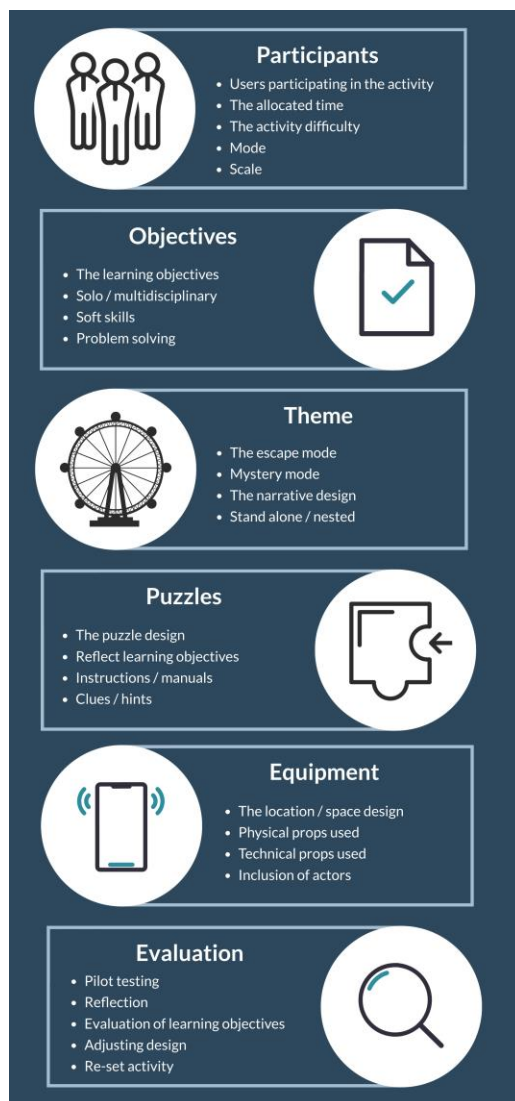 Participants
• Users participating in the activity
• The allocated time
• The activity difficulty
• Mode
• Scale
Objectives
• The learning objectives
• Solo / multidisciplinary
• Soft skills
• Problem solving
Theme
• The escape mode
• Mystery mode
• The narrative design
• Stand alone / nested
Puzzles
• The puzzle design
• Reflect learning objectives
• Instructions / manuals
• Clues / hints
Equipment
• The location / space design
• Physical props used
• Technical props used
• Inclusion of actors
Evaluation
• Pilot testing
• Reflection
• Evaluation of learning objectives
• Adjusting design
• Re-set activity